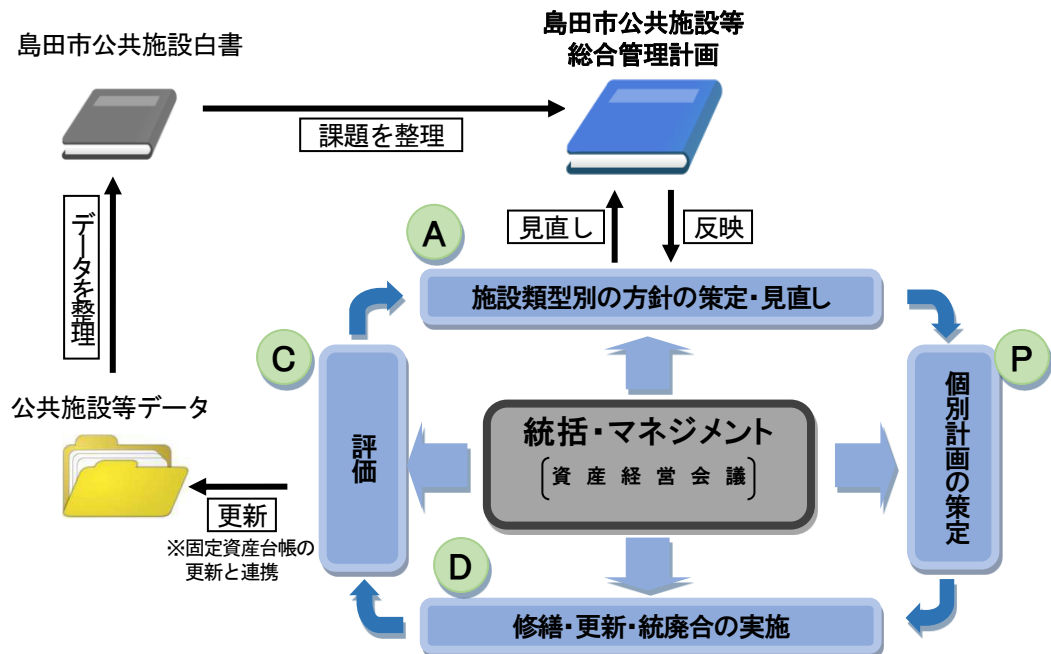 島田市公共施設白書
島田市公共施設等
総合管理計画
課題を整理
データを整理
見直し
反映
A
施設類型別の方針の策定・見直し
C
P
公共施設等データ
評価
統括・マネジメント
資産経営会議
個別計画の策定
更新
※固定資産台帳の
更新と連携
D
修繕・更新・統廃合の実施